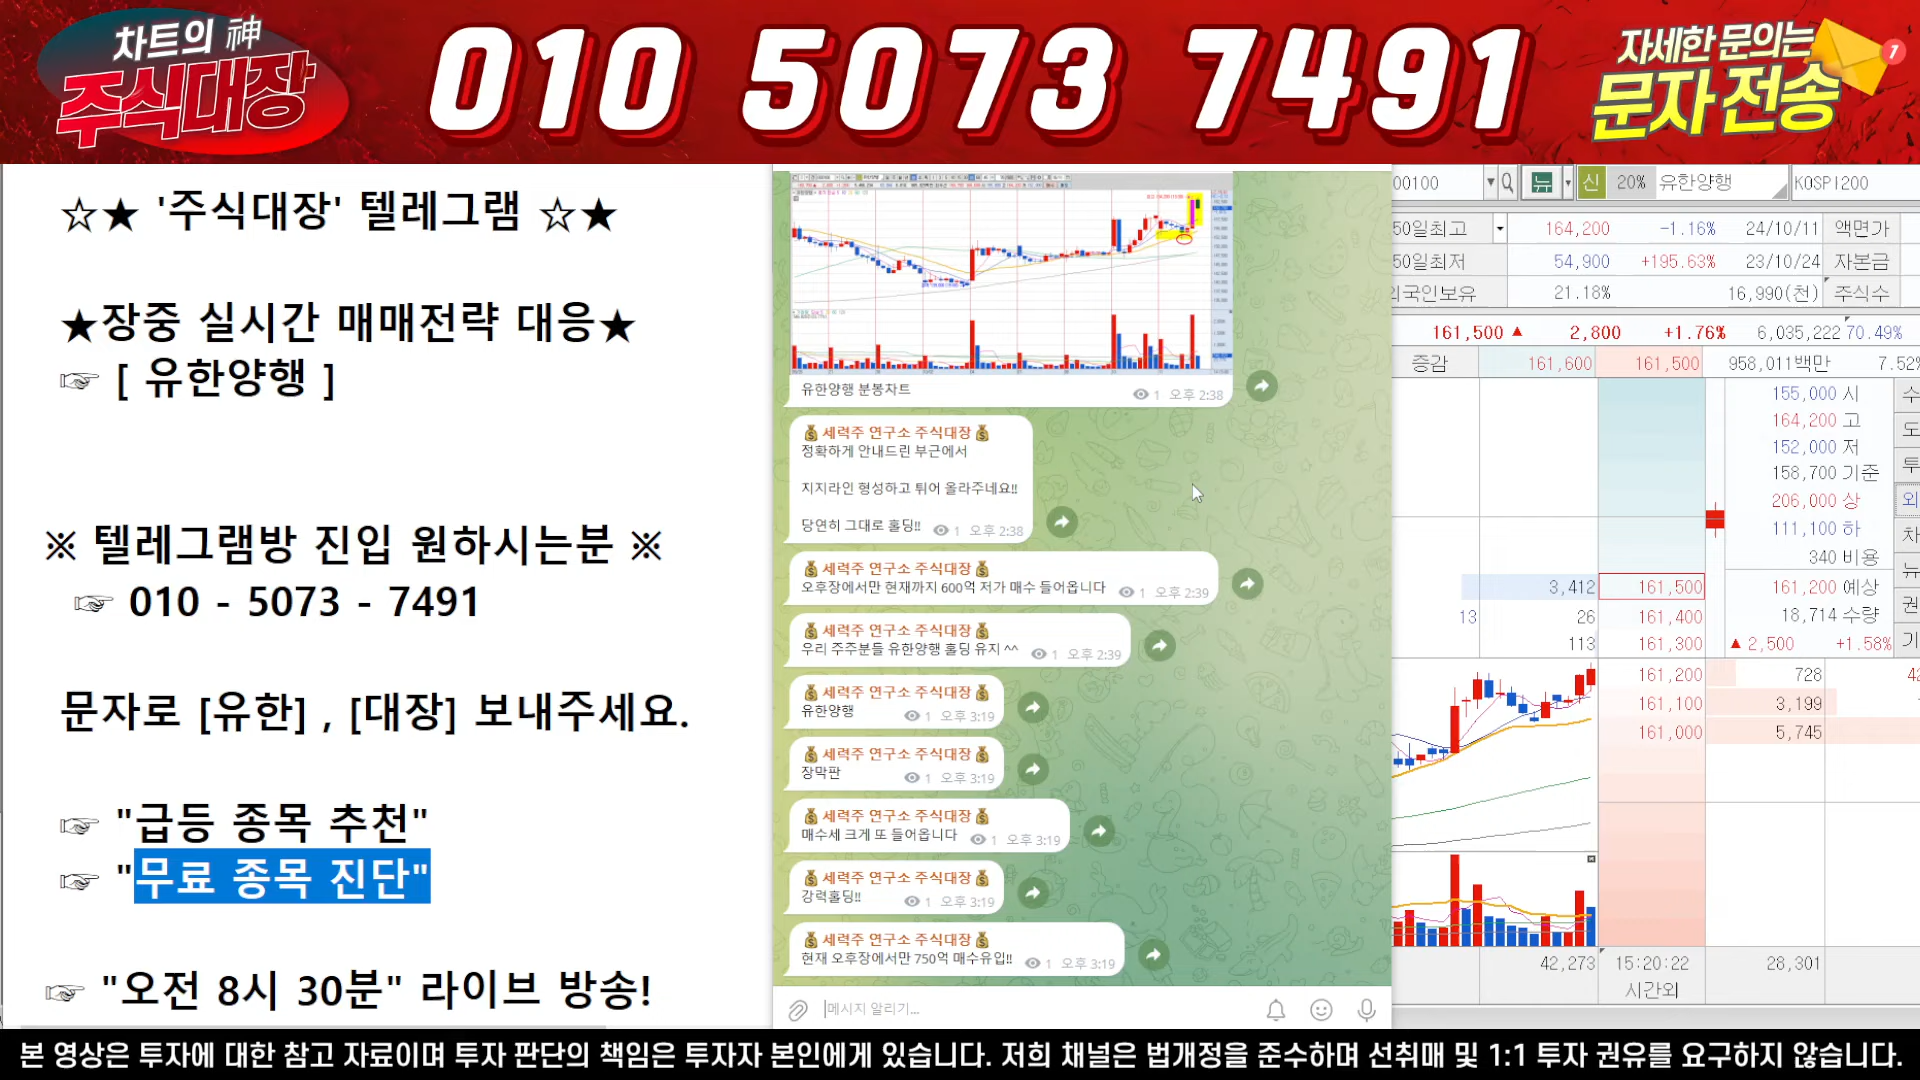 차트의 神
주식대장
010 5073 7491
자세한 문의는
문자 전송
1
☆★ '주식대장' 텔레그램 ☆★
★장중 실시간 매매전략 대응★
☞ [ 유한양행 ]
※ 텔레그램방 진입 원하시는분 ※
☞ 010 - 5073 - 7491
문자로 [유한] , [대장] 보내주세요.
☞ "급등 종목 추천"
☞ "무료 종목 진단"
☞ "오전 8시 30분" 라이브 방송!
유한양행 분봉차트
1 오후 2:38
💰 세력주 연구소 주식대장 💰
정확하게 안내드린 부근에서
지지라인 형성하고 튀어 올라주네요!!
당연히 그대로 홀딩!! 1 오후 2:38
💰 세력주 연구소 주식대장 💰
오후장에서만 현재까지 600억 저가 매수 들어옵니다 1 오후 2:39
💰 세력주 연구소 주식대장 💰
우리 주주분들 유한양행 홀딩 유지 ^^ 1 오후 2:39
💰 세력주 연구소 주식대장 💰
유한양행 1 오후 3:19
💰 세력주 연구소 주식대장 💰
장막판 1 오후 3:19
💰 세력주 연구소 주식대장 💰
매수세 크게 또 들어옵니다 1 오후 3:19
💰 세력주 연구소 주식대장 💰
강력홀딩!! 1 오후 3:19
💰 세력주 연구소 주식대장 💰
현재 오후장에서만 750억 매수유입!! 1 오후 3:19
메시지 알리기...
00100 뉴 신 20% 유한양행 KOSPI200
50일최고 164,200 -1.16% 24/10/11 액면가
50일최저 54,900 +195.63% 23/10/24 자본금
외국인보유 21.18% 16,990(천) 주식수
161,500 ▲ 2,800 +1.76% 6,035,222 70.49%
증감 161,600 161,500 958,011백만 7.52%
155,000 시
164,200 고
152,000 저
158,700 기준
206,000 상
111,100 하
340 비용
3,412 161,500 161,200 예상
13 26 161,400 18,714 수량
113 161,300 ▲ 2,500 +1.58%
161,200 728
161,100 3,199
161,000 5,745
42,273 15:20:22 28,301
시간외
본 영상은 투자에 대한 참고 자료이며 투자 판단의 책임은 투자자 본인에게 있습니다. 저희 채널은 법개정을 준수하며 선취매 및 1:1 투자 권유를 요구하지 않습니다.